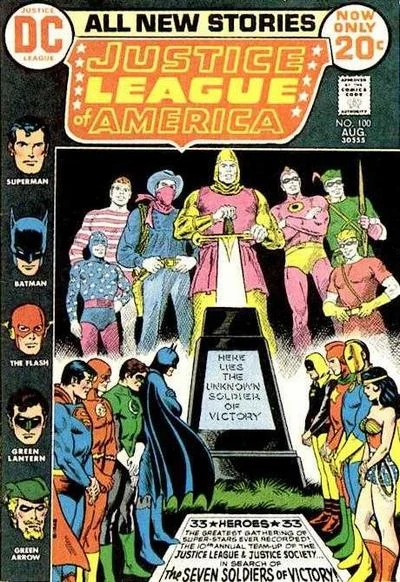 JUSTICE
DC
LEAGUE
ALL NEW STORIES
NOW
ONLY
20¢
JUSTICE
LEAGUE
of AMERICA
APPROVED
BY THE
COMICS
CODE
AUTHORITY
NO. 100
AUG.
30555
SUPERMAN
BATMAN
THE FLASH
GREEN
LANTERN
GREEN
ARROW
HERE
LIES
THE
UNKNOWN
SOLDIER
OF
VICTORY
33 ★HEROES★ 33
THE GREATEST GATHERING OF
SUPER-STARS EVER RECORDED!
THE 10TH ANNUAL TEAM-UP OF THE
JUSTICE LEAGUE & JUSTICE SOCIETY...
IN SEARCH OF
The SEVEN SOLDIERS OF VICTORY